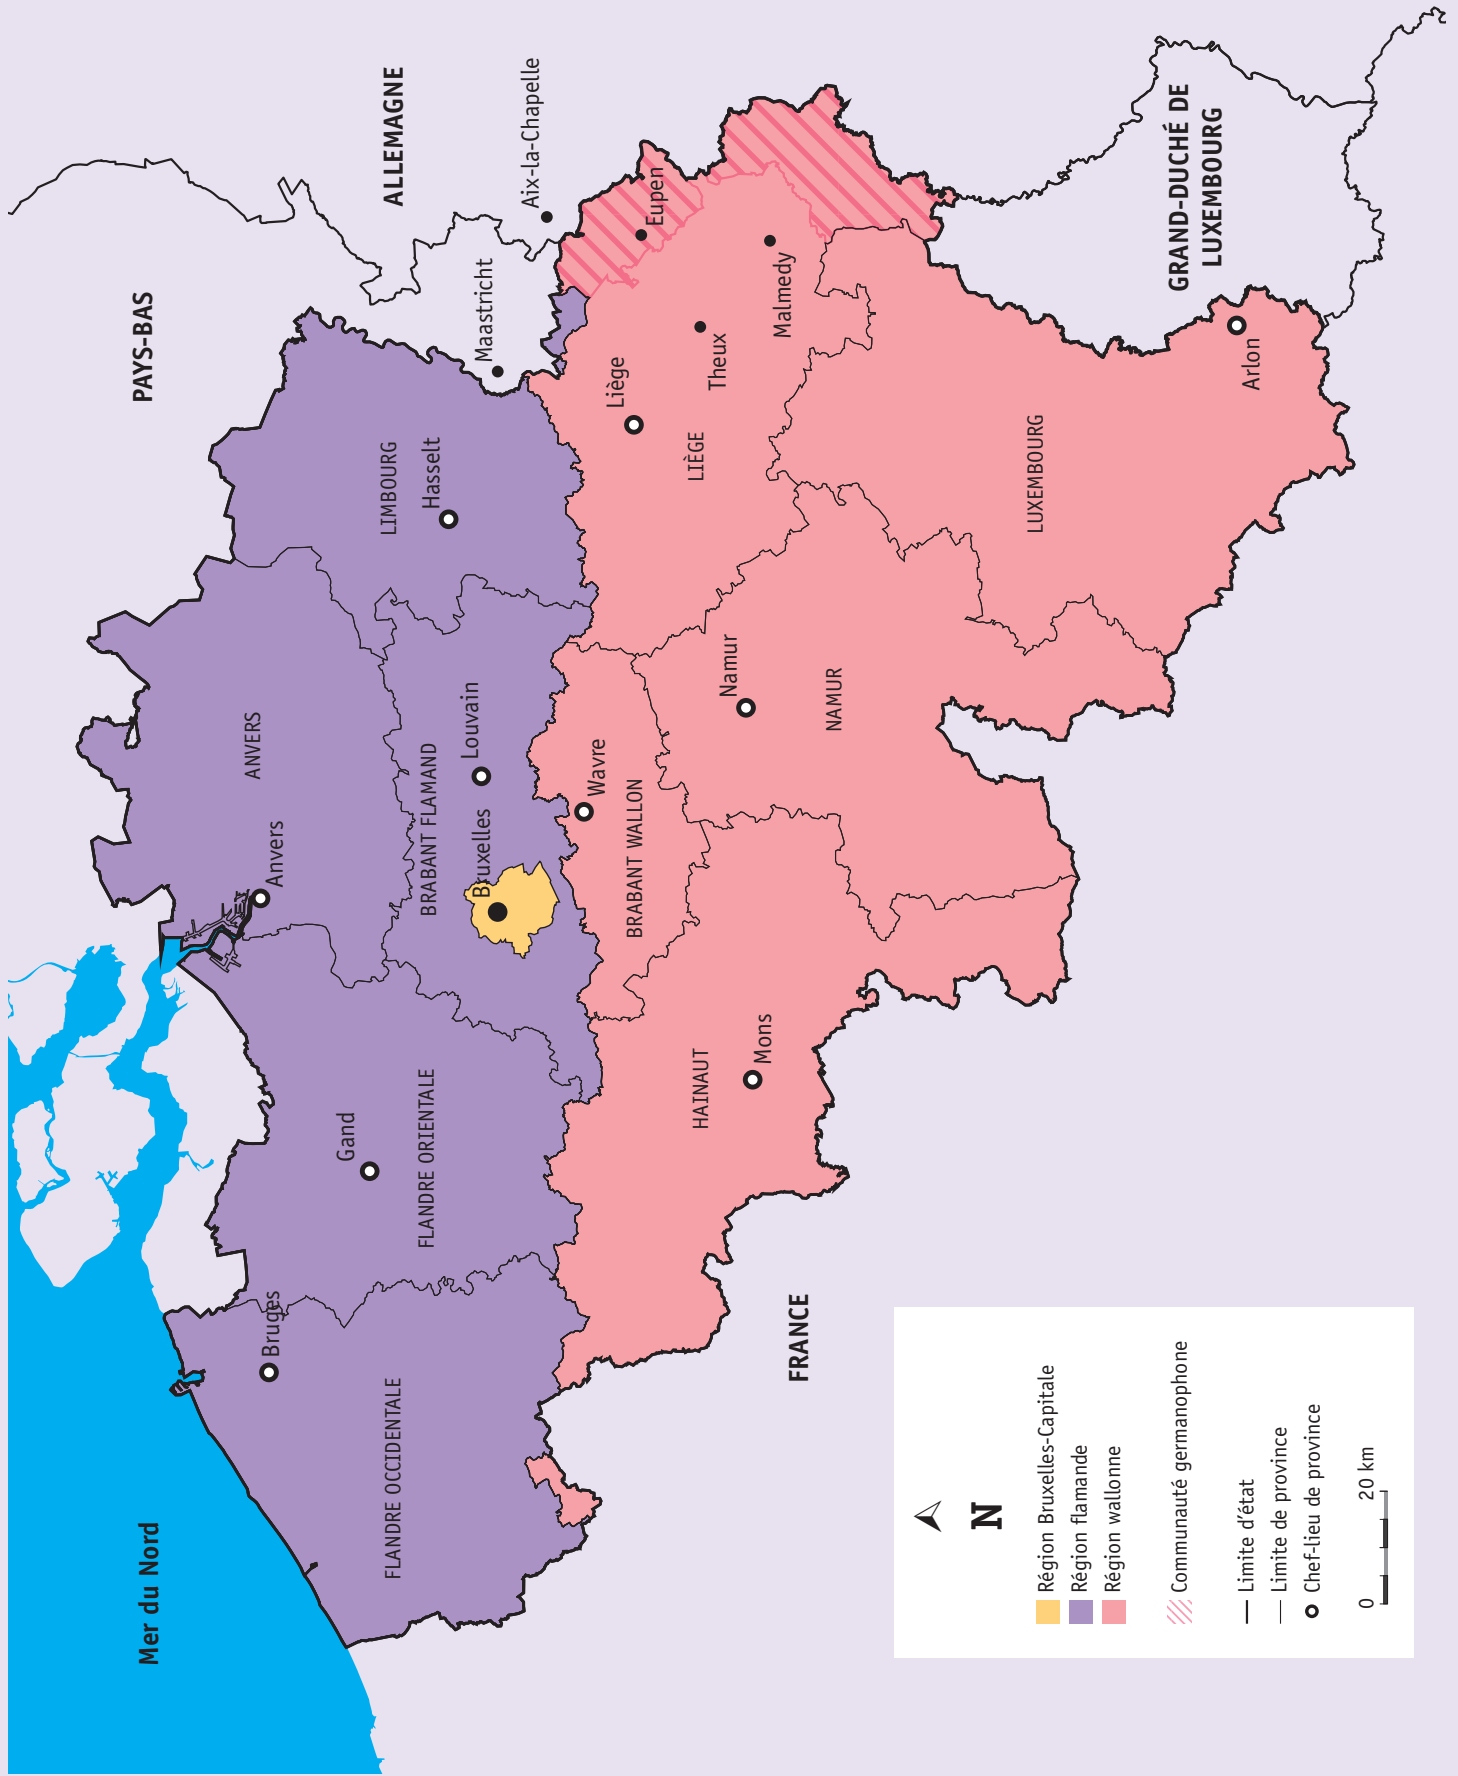 Mer du Nord
PAYS-BAS
ALLEMAGNE
Aix-la-Chapelle
Maastricht
Bruges
FLANDRE OCCIDENTALE
Gand
FLANDRE ORIENTALE
Anvers
ANVERS
BRABANT FLAMAND
Bruxelles
Louvain
LIMBOURG
Hasselt
Wavre
BRABANT WALLON
Liège
LIÈGE
Theux
Eupen
Malmedy
HAINAUT
Mons
Namur
NAMUR
LUXEMBOURG
Arlon
GRAND-DUCHÉ DE
LUXEMBOURG
FRANCE
N
Région Bruxelles-Capitale
Région flamande
Région wallonne
Communauté germanophone
Limite d'état
Limite de province
Chef-lieu de province
0 20 km